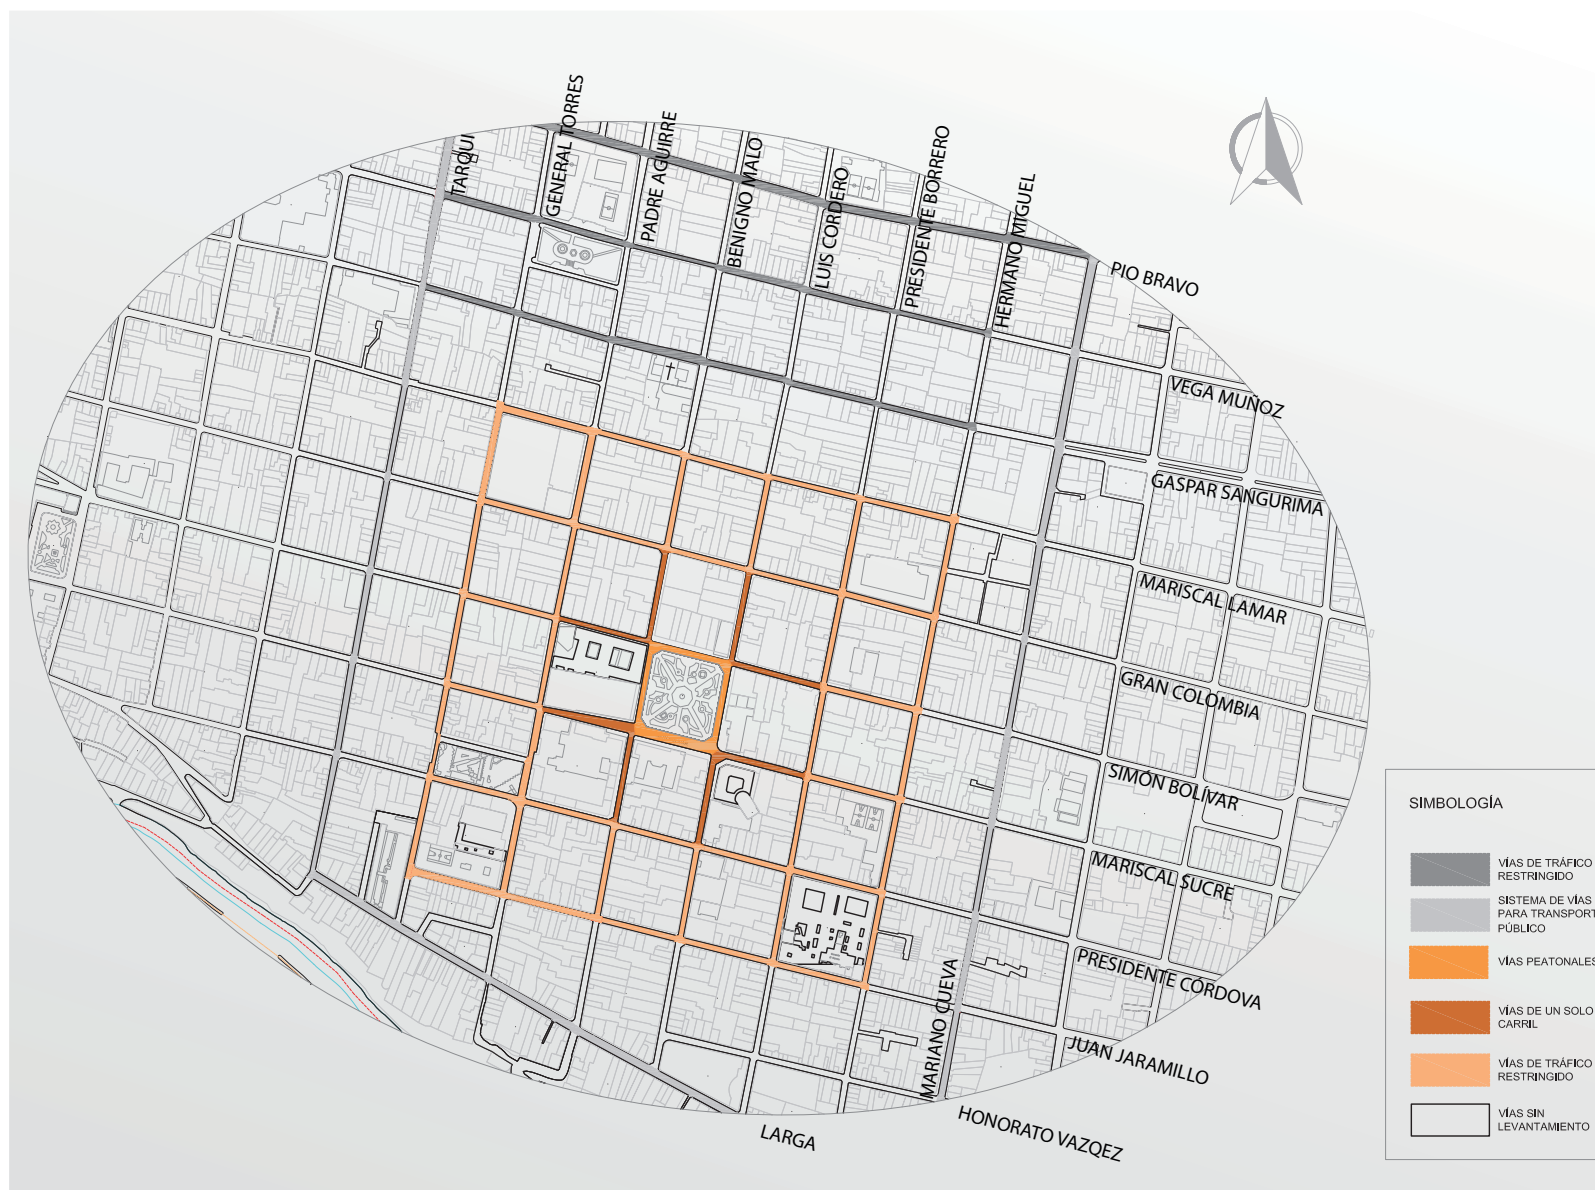 TARQUI
GENERAL TORRES
PADRE AGUIRRE
BENIGNO MALO
LUIS CORDERO
PRESIDENTE BORRERO
HERMANO MIGUEL
PIO BRAVO
VEGA MUÑOZ
GASPAR SANGURIMA
MARISCAL LAMAR
GRAN COLOMBIA
SIMÓN BOLÍVAR
MARISCAL SUCRE
PRESIDENTE CÓRDOVA
JUAN JARAMILLO
MARIANO CUEVA
HONORATO VAZQEZ
LARGA
SIMBOLOGÍA
VÍAS DE TRÁFICO
RESTRINGIDO
SISTEMA DE VÍAS
PARA TRANSPORT
PÚBLICO
VÍAS PEATONALES
VÍAS DE UN SOLO
CARRIL
VÍAS DE TRÁFICO
RESTRINGIDO
VÍAS SIN
LEVANTAMIENTO